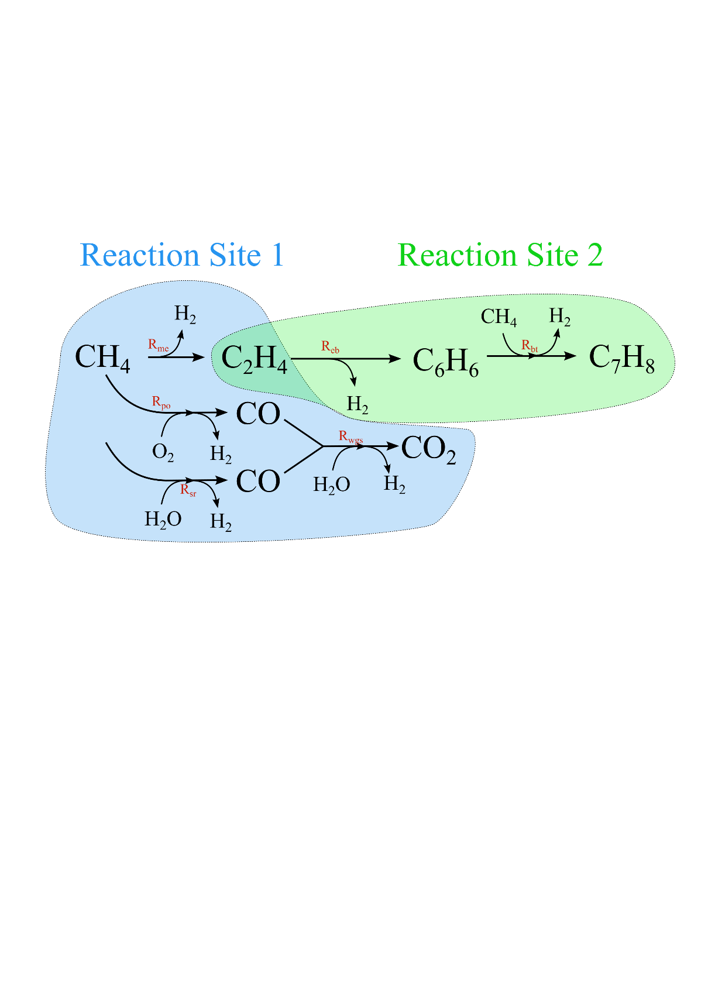 Reaction Site 1
Reaction Site 2
H₂
CH₄
H₂
R_me
R_eb
R_bt
CH₄
C₂H₄
C₆H₆
C₇H₈
H₂
R_po
CO
O₂
H₂
R_wgs
CO₂
R_sr
CO
H₂O
H₂
H₂O
H₂